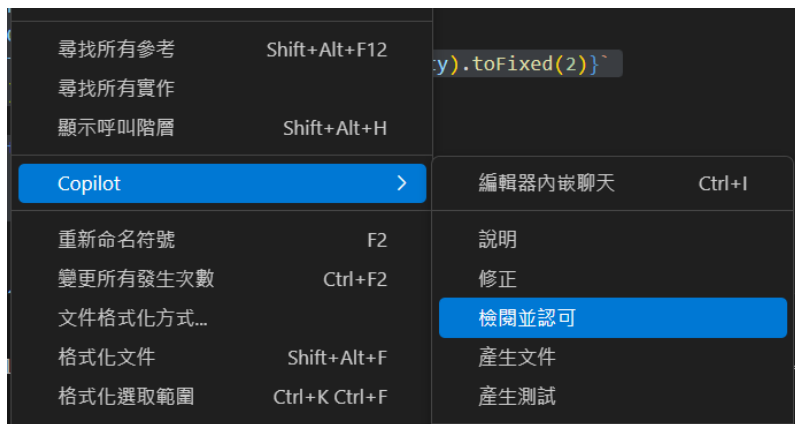 尋找所有參考 Shift+Alt+F12
y).toFixed(2)}`
尋找所有實作
顯示呼叫階層 Shift+Alt+H
Copilot >
編輯器內嵌聊天 Ctrl+I
重新命名符號 F2
說明
變更所有發生次數 Ctrl+F2
修正
文件格式化方式...
檢閱並認可
格式化文件 Shift+Alt+F
產生文件
格式化選取範圍 Ctrl+K Ctrl+F
產生測試